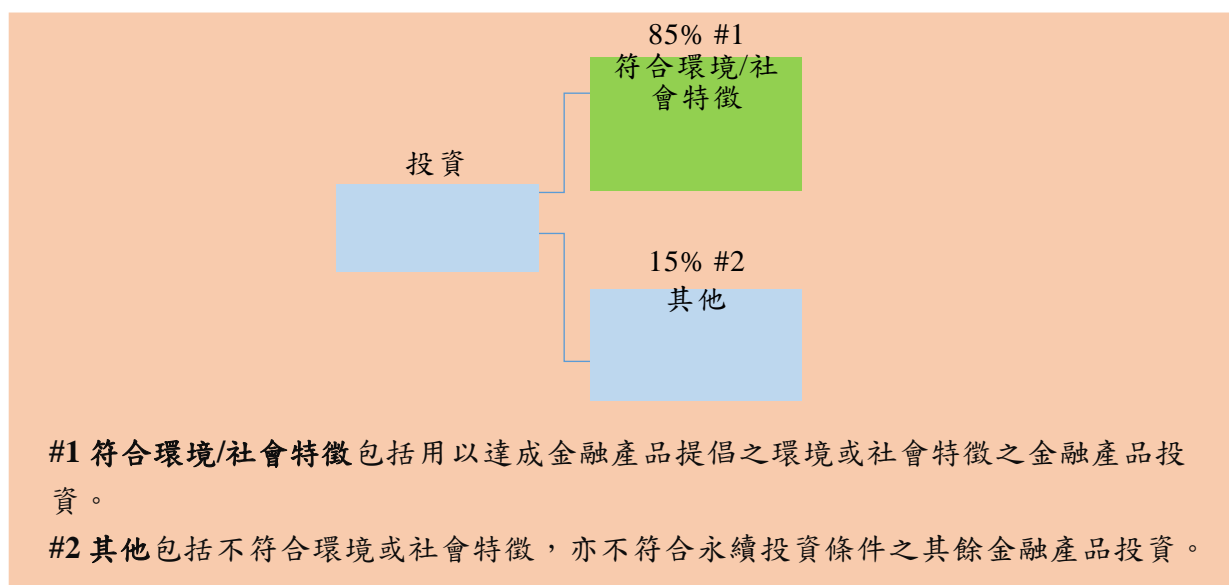 85% #1
符合環境/社
會特徵
投資
15% #2
其他
#1 符合環境/社會特徵包括用以達成金融產品提倡之環境或社會特徵之金融產品投
資。
#2 其他包括不符合環境或社會特徵，亦不符合永續投資條件之其餘金融產品投資。